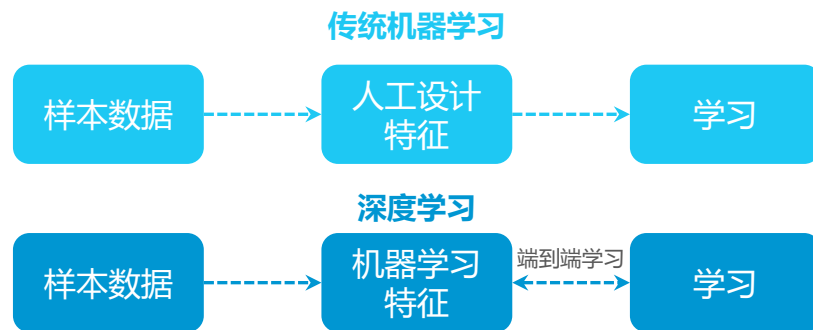 传统机器学习
样本数据
人工设计
特征
学习
深度学习
样本数据
机器学习
特征
端到端学习
学习